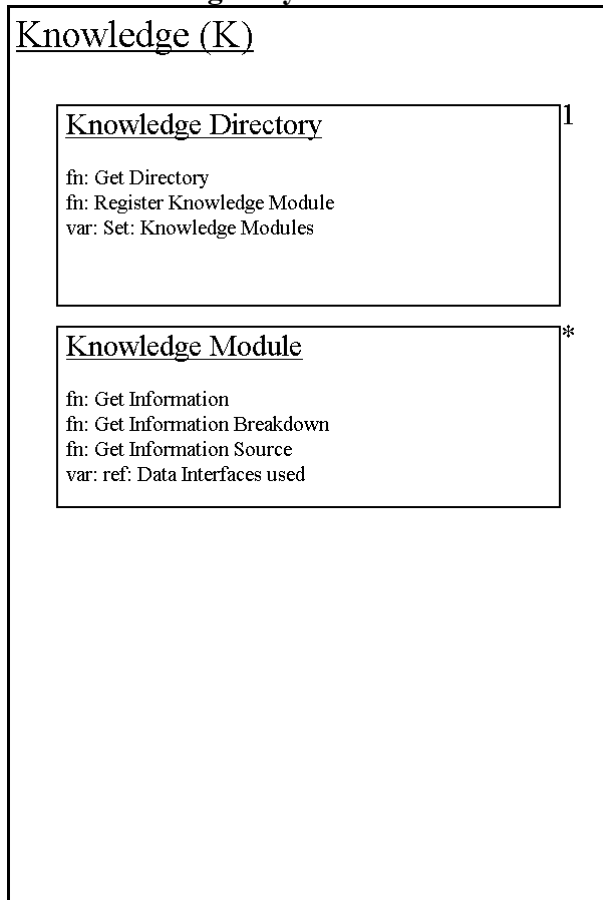 Knowledge (K)
Knowledge Directory
1
fn: Get Directory
fn: Register Knowledge Module
var: Set: Knowledge Modules
Knowledge Module
*
fn: Get Information
fn: Get Information Breakdown
fn: Get Information Source
var: ref: Data Interfaces used